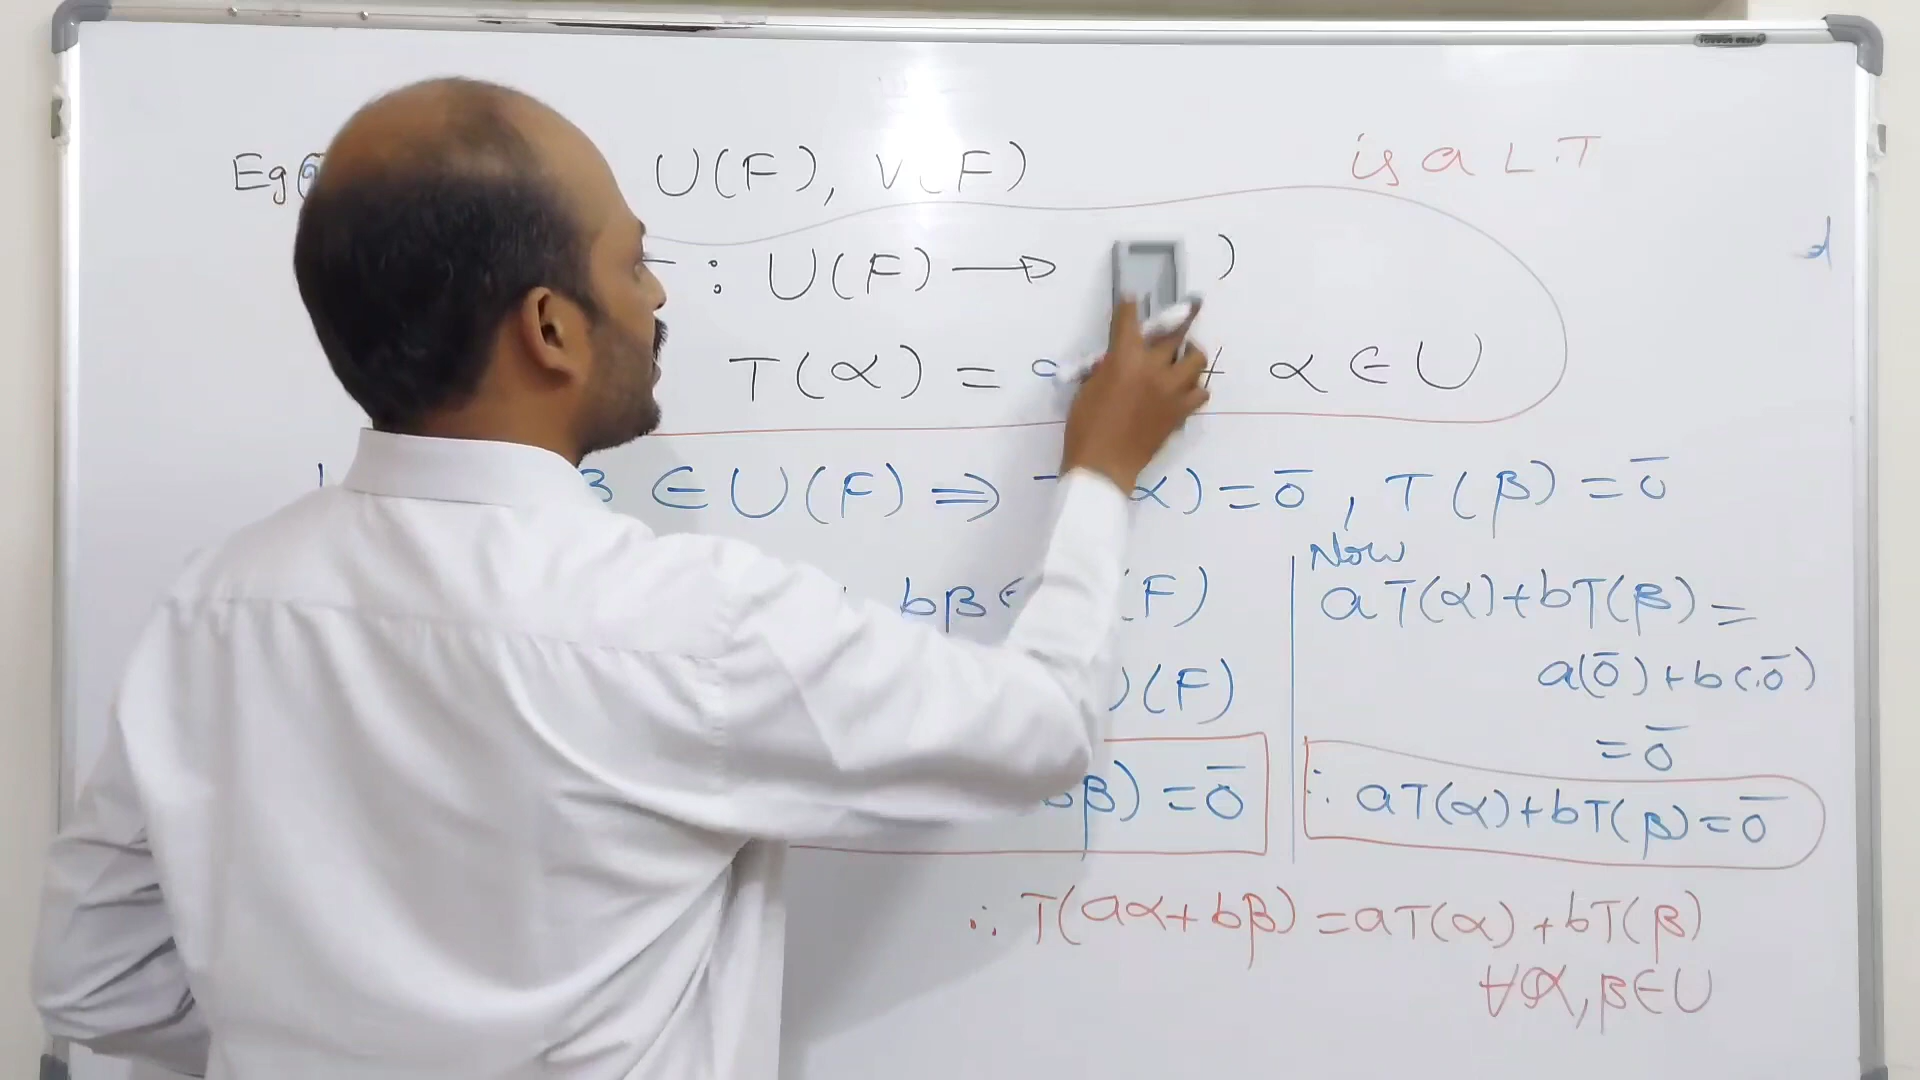 Eg U(F), V(F)
is a L.T
: U(F) → )
T(α) = α ∈ U
β ∈ U(F) ⇒ α) = 0̄ , T(β) = 0̄
bβ ∈ (F)
(F)
β) = 0̄
Now
aT(α)+bT(β) =
a(0̄)+b(0̄)
= 0̄
∴ aT(α)+bT(β)=0̄
∴ T(aα+bβ) = aT(α)+bT(β)
∀α, β∈U